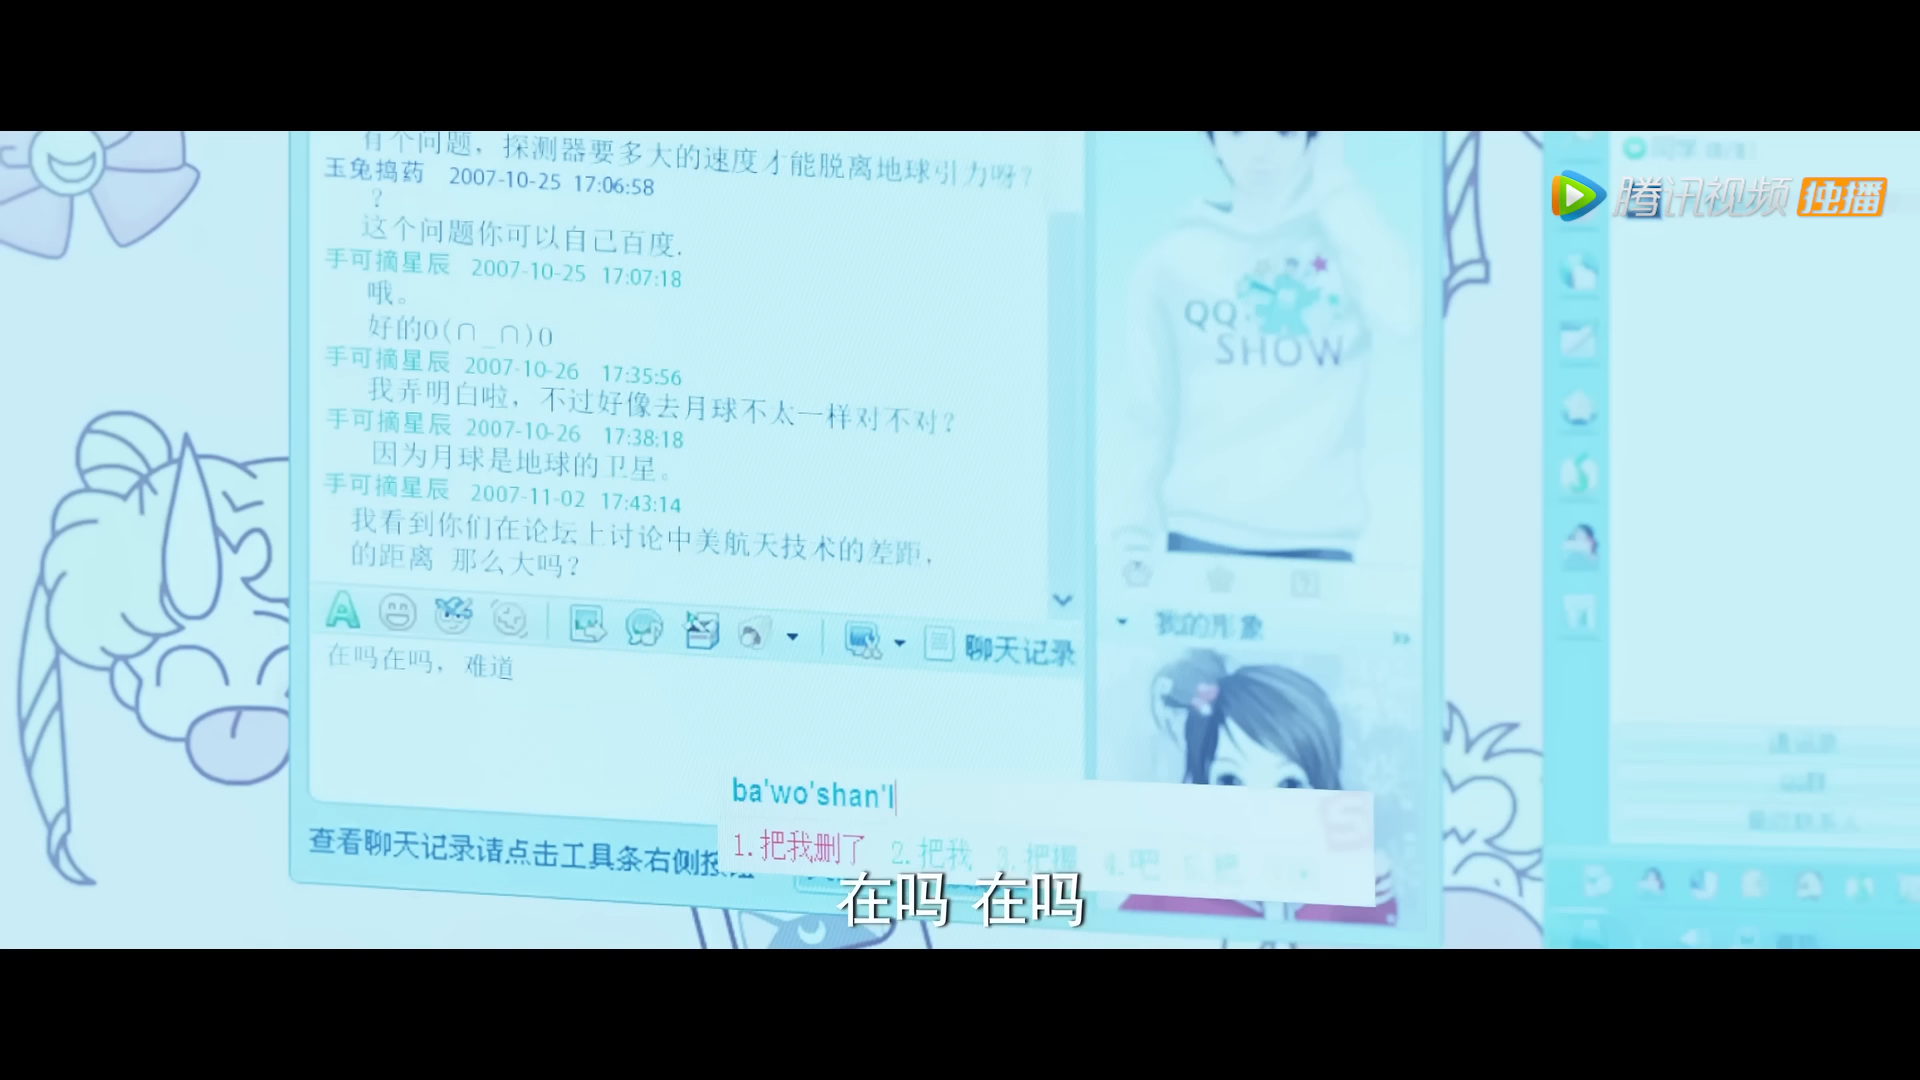 有个问题，探测器要多大的速度才能脱离地球引力呀？
玉兔捣药 2007-10-25 17:06:58
？
这个问题你可以自己百度.
手可摘星辰 2007-10-25 17:07:18
哦。
好的O(∩_∩)O
手可摘星辰 2007-10-26 17:35:56
我弄明白啦，不过好像去月球不太一样对不对？
手可摘星辰 2007-10-26 17:38:18
因为月球是地球的卫星。
手可摘星辰 2007-11-02 17:43:14
我看到你们在论坛上讨论中美航天技术的差距，
的距离 那么大吗？
聊天记录
在吗在吗，难道
查看聊天记录请点击工具条右侧按
ba'wo'shan'l
1.把我删了 2.把我 3.把握 4.吧 5.把
在吗 在吗
QQ
SHOW
我的形象
腾讯视频 独播